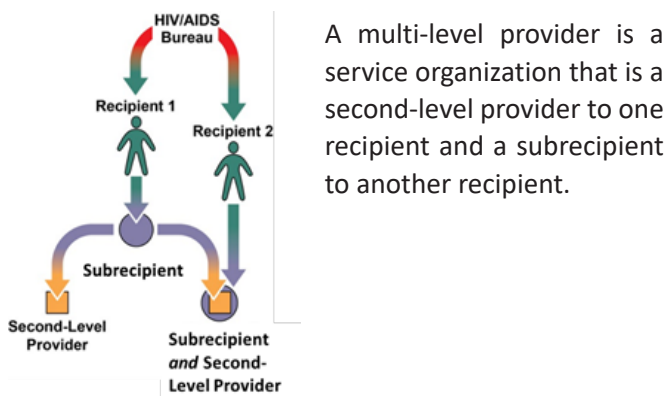 HIV/AIDS
Bureau
Recipient 1
Recipient 2
Subrecipient
Second-Level
Provider
Subrecipient
and Second-
Level Provider
A multi-level provider is a
service organization that is a
second-level provider to one
recipient and a subrecipient
to another recipient.